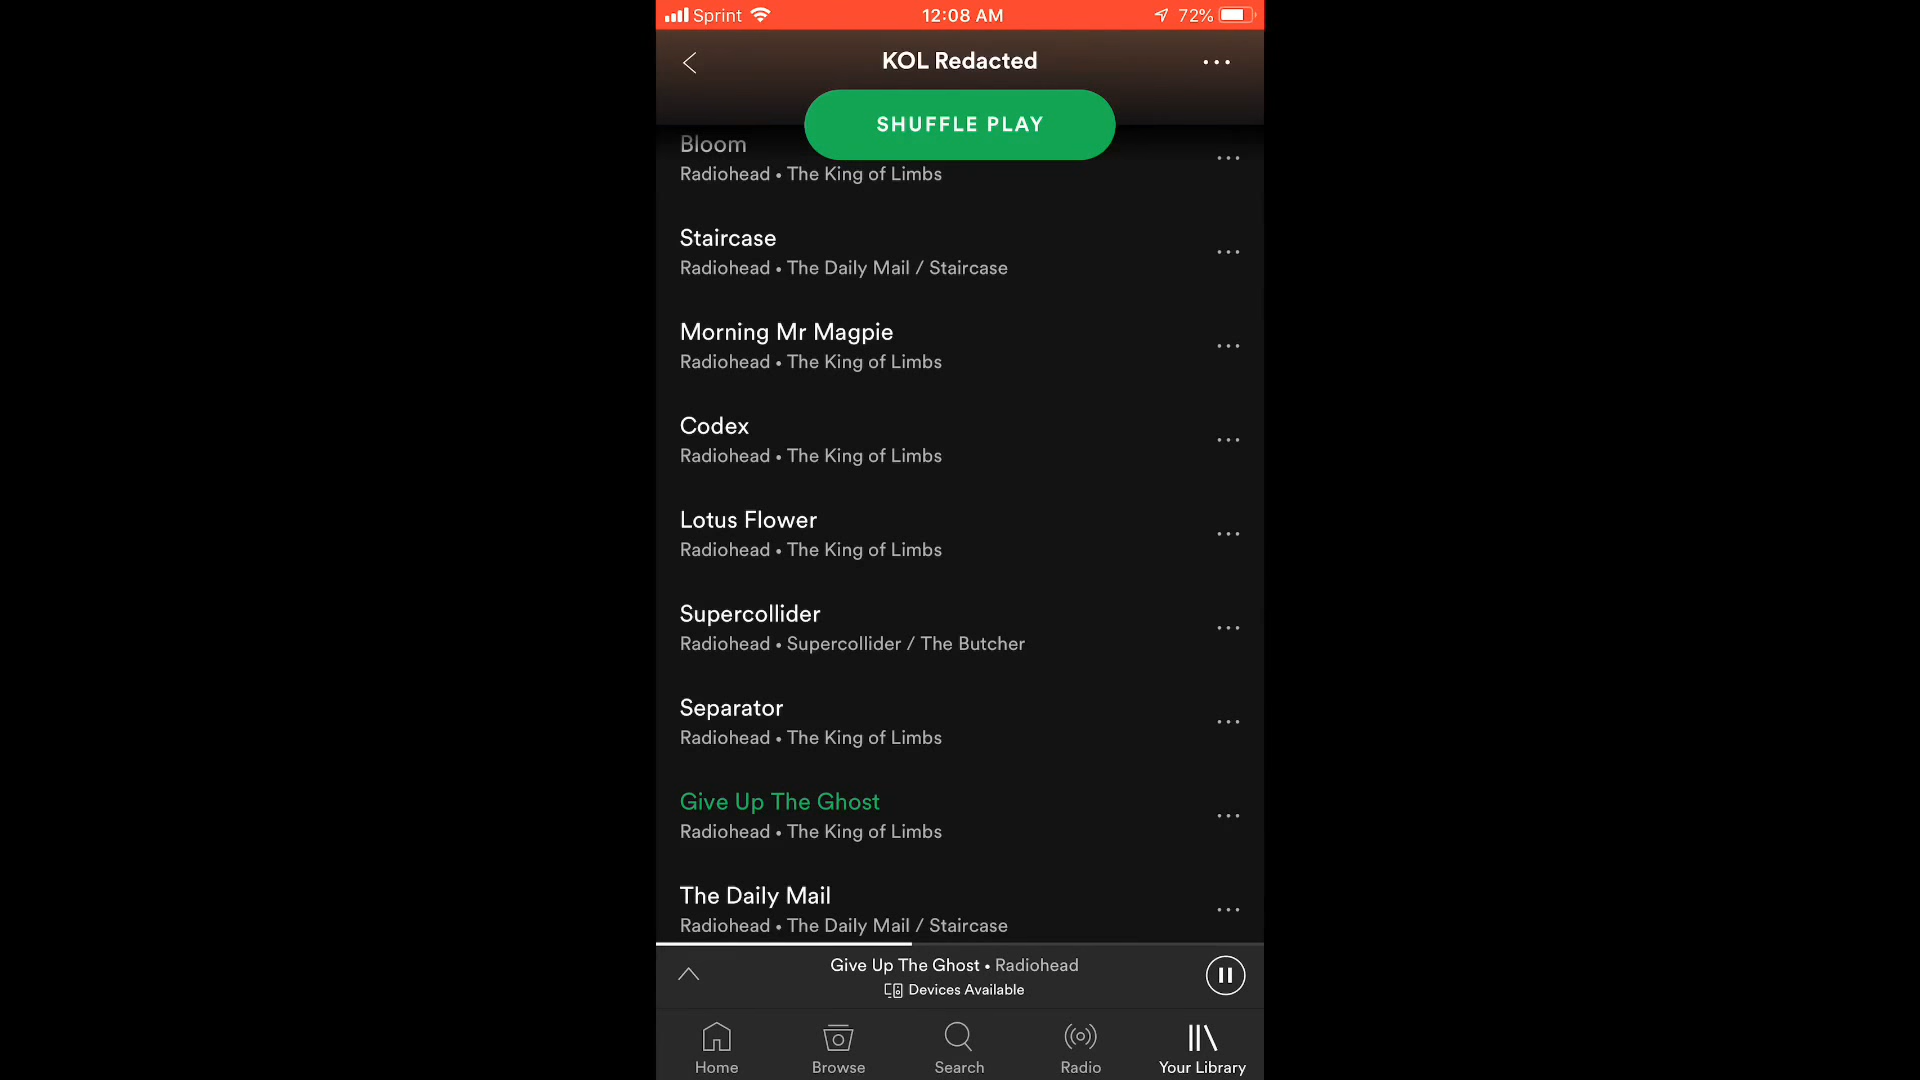 Sprint 12:08 AM 72%
KOL Redacted
SHUFFLE PLAY
Bloom
Radiohead • The King of Limbs
Staircase
Radiohead • The Daily Mail / Staircase
Morning Mr Magpie
Radiohead • The King of Limbs
Codex
Radiohead • The King of Limbs
Lotus Flower
Radiohead • The King of Limbs
Supercollider
Radiohead • Supercollider / The Butcher
Separator
Radiohead • The King of Limbs
Give Up The Ghost
Radiohead • The King of Limbs
The Daily Mail
Radiohead • The Daily Mail / Staircase
Give Up The Ghost • Radiohead
Devices Available
Home Browse Search Radio Your Library